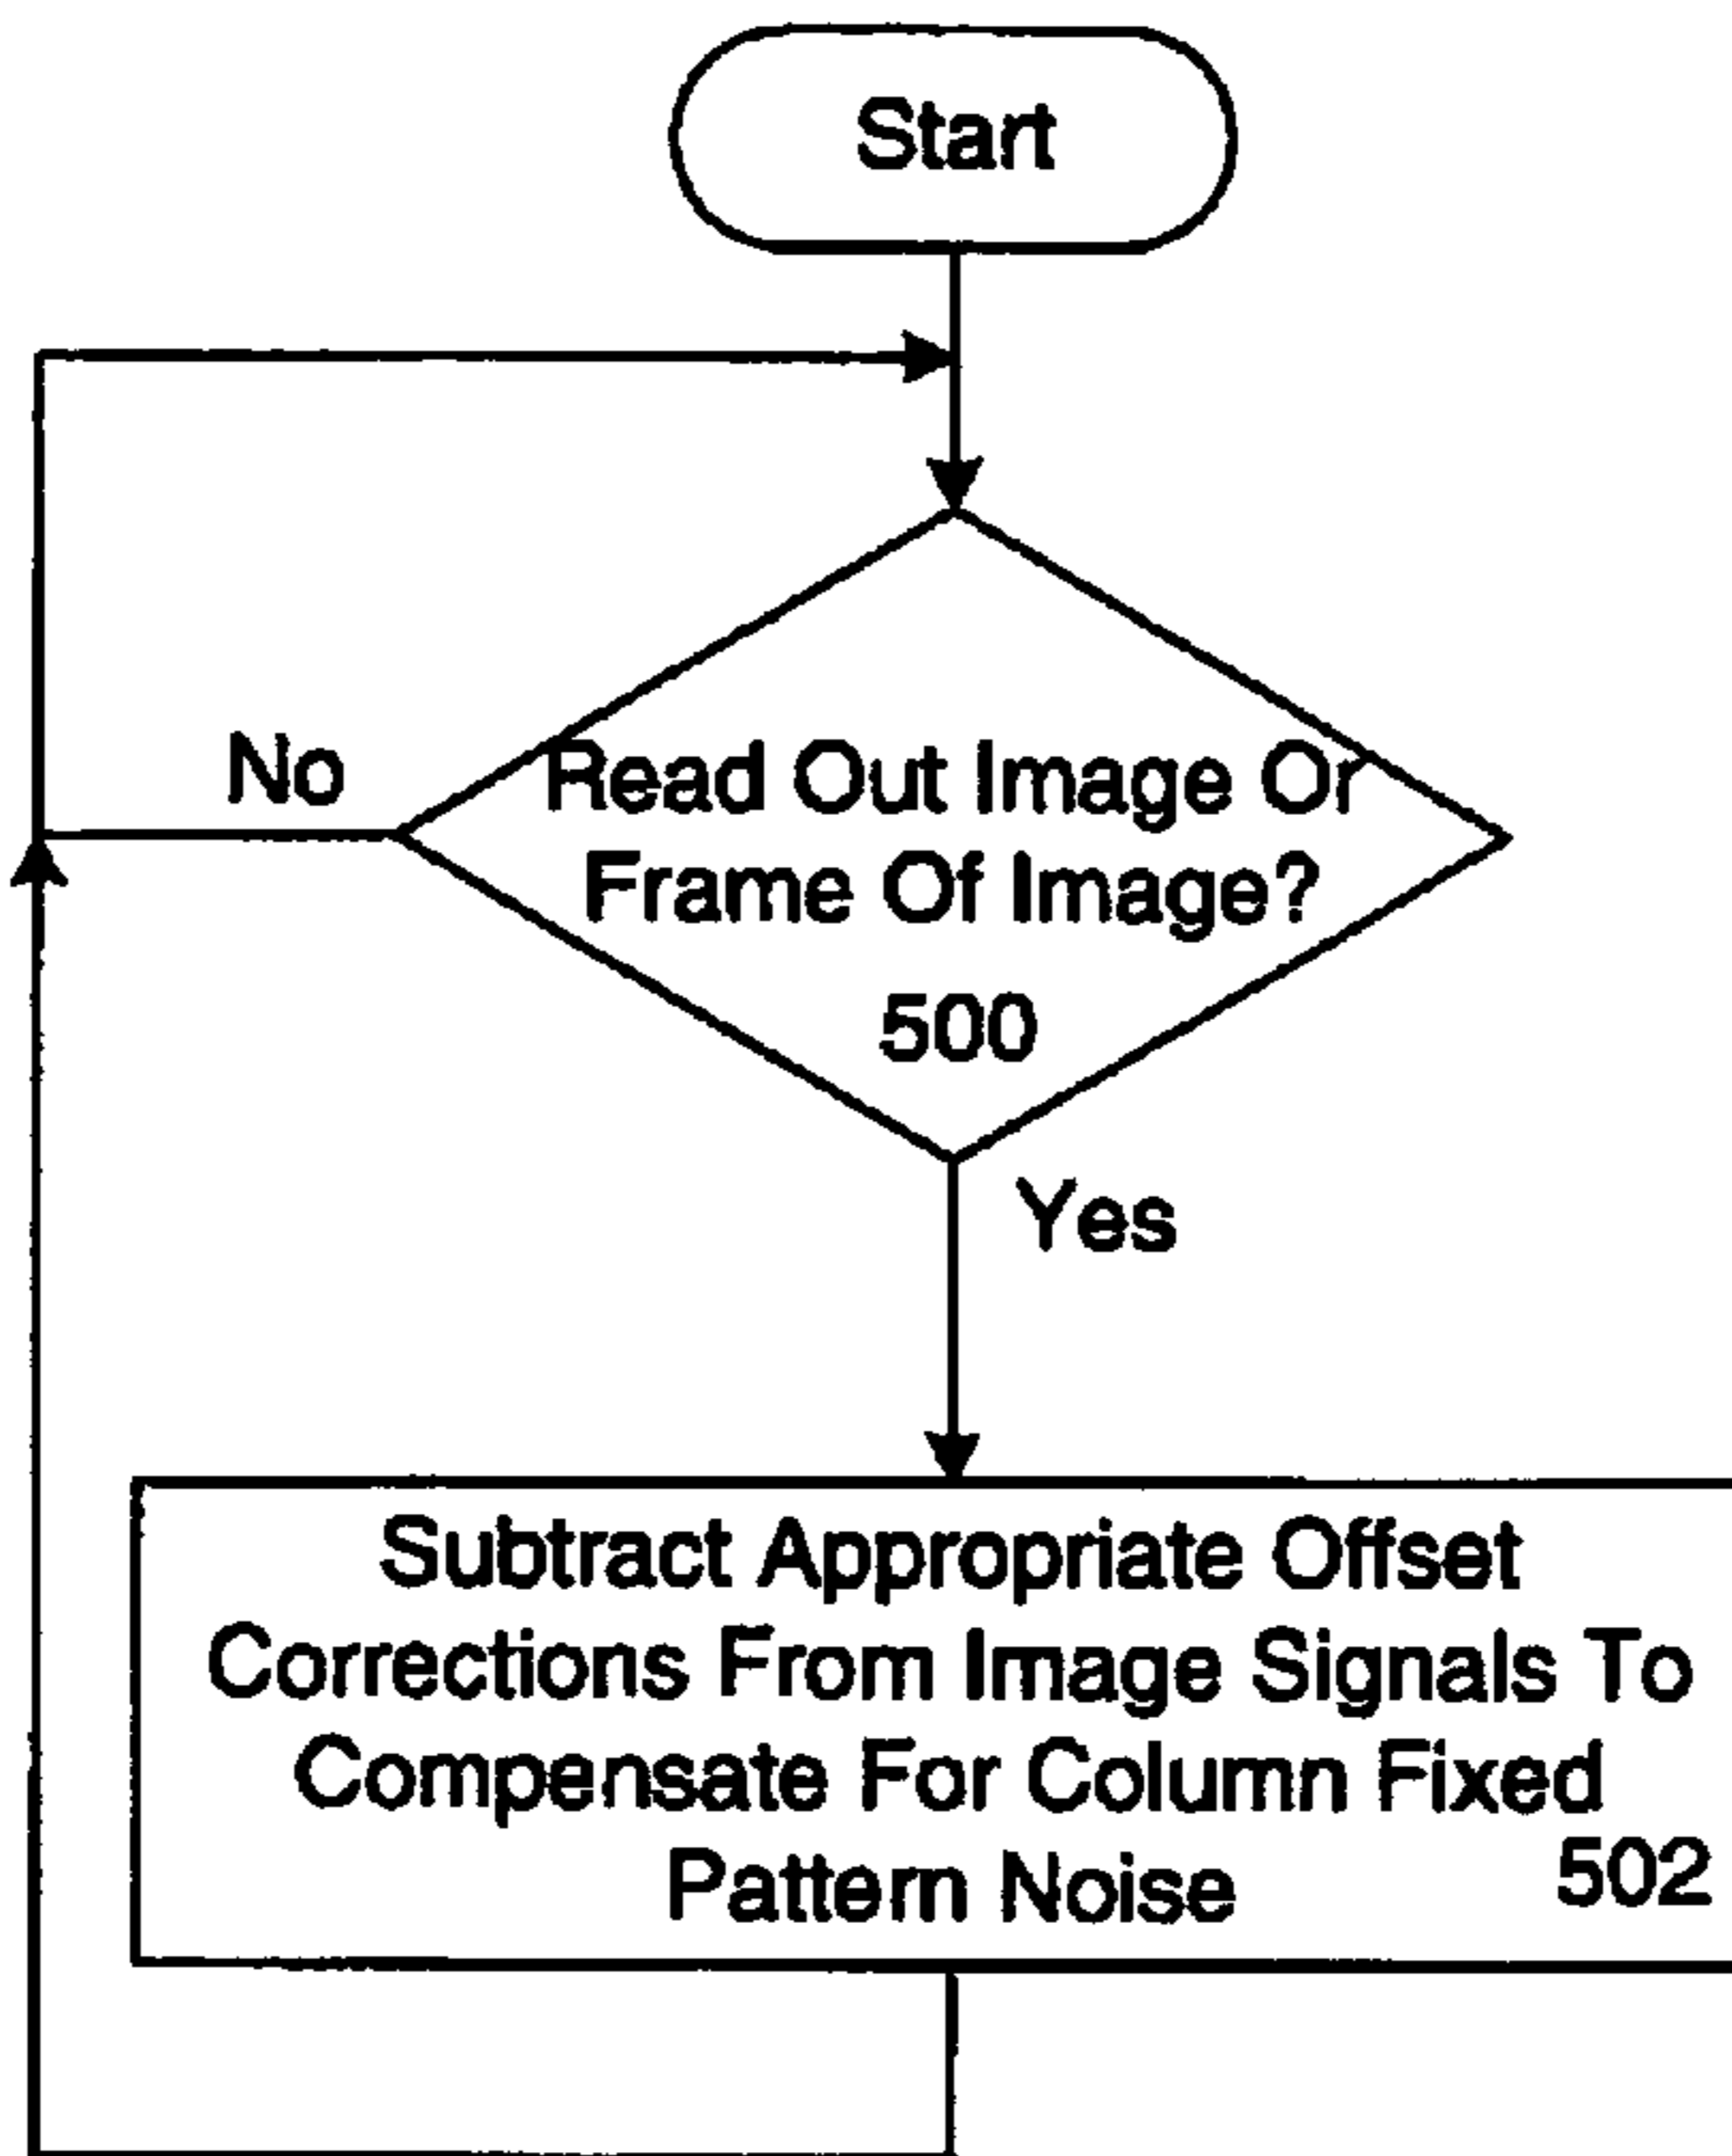 Start
No
Read Out Image Or
Frame Of Image?
500
Yes
Subtract Appropriate Offset
Corrections From Image Signals To
Compensate For Column Fixed
Pattern Noise
502